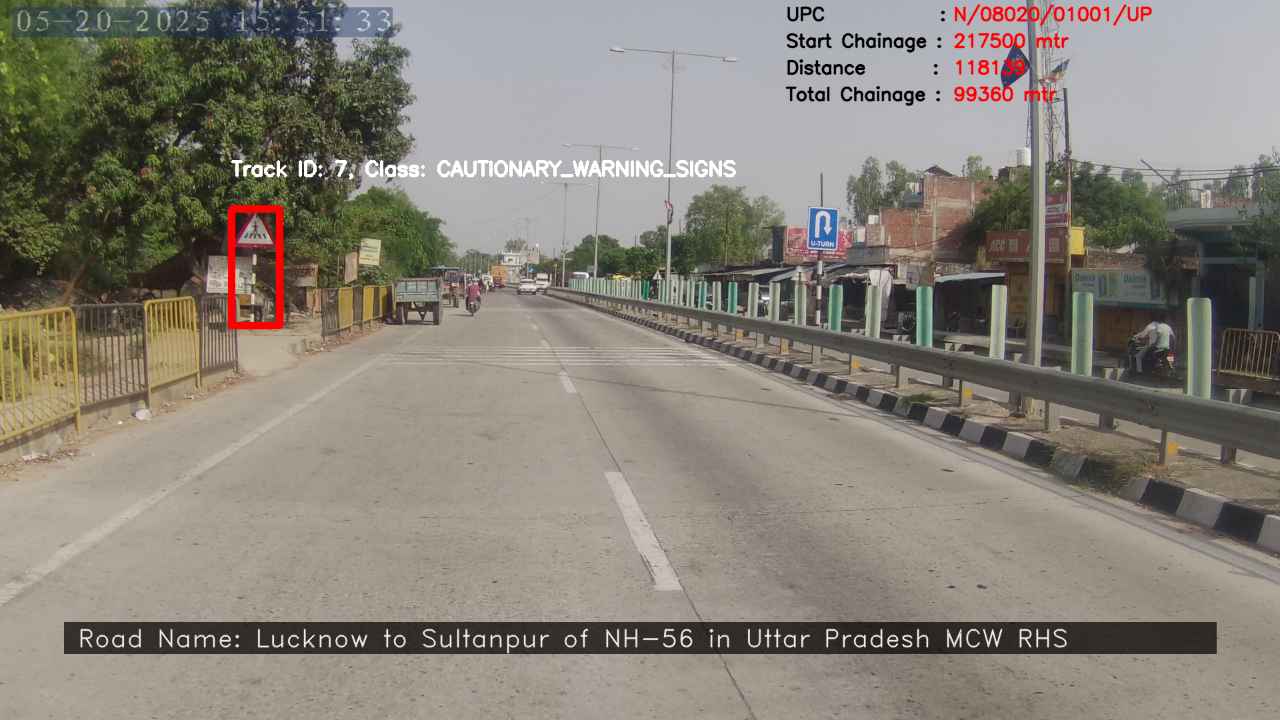 05-20-2025 15:51:33
UPC : N/08020/01001/UP
Start Chainage : 217500 mtr
Distance : 118139
Total Chainage : 99360 mtr
Track ID: 7, Class: CAUTIONARY_WARNING_SIGNS
U-TURN
ACC
Road Name: Lucknow to Sultanpur of NH-56 in Uttar Pradesh MCW RHS